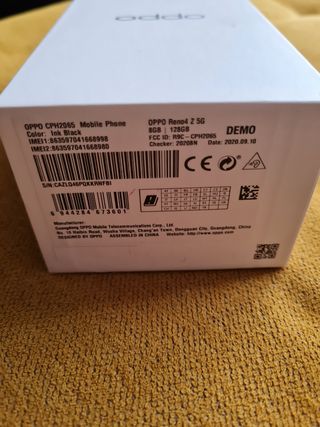 oppo
OPPO CPH2065 Mobile Phone
Color: Ink Black
IMEI1:863597041668998
IMEI2:863597041668980
OPPO Reno4 Z 5G
8GB | 128GB
FCC ID: R9C-CPH2065
Checker: 2020BN
DEMO
Date: 2020.09.10
S/N:CAZLQ46PQXXRWFBI
6 944284 673601
Manufacturer:
Guangdong OPPO Mobile Telecommunications Corp., Ltd.
No. 18 Haibin Road, Wusha Village, Chang'an Town, Dongguan City, Guangdong, China
DESIGNED BY OPPO ASSEMBLED IN CHINA Website: http://www.oppo.com